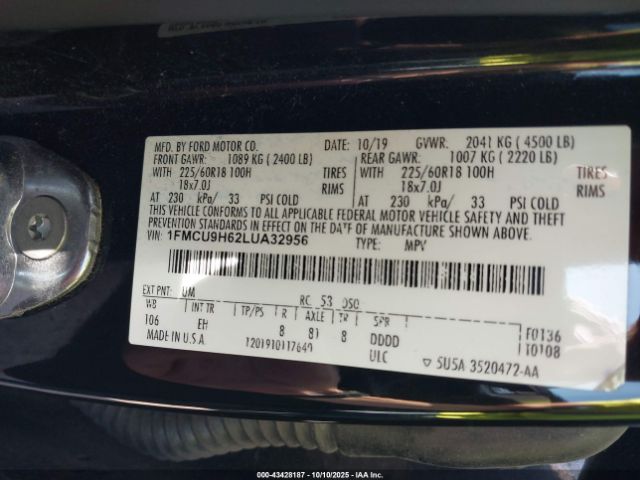 MFD. BY FORD MOTOR CO. DATE: 10/19 GVWR: 2041 KG ( 4500 LB)
FRONT GAWR: 1089 KG ( 2400 LB) REAR GAWR: 1007 KG ( 2220 LB)
WITH 225/60R18 100H TIRES WITH 225/60R18 100H TIRES
18x7.0J RIMS 18x7.0J RIMS
AT 230 kPa/ 33 PSI COLD AT 230 kPa/ 33 PSI COLD
THIS VEHICLE CONFORMS TO ALL APPLICABLE FEDERAL MOTOR VEHICLE SAFETY AND THEFT
PREVENTION STANDARDS IN EFFECT ON THE DATE OF MANUFACTURE SHOWN ABOVE.
VIN: 1FMCU9H62LUA32956 TYPE: MPV
EXT PNT: UM RC: 53
WB INT TR TP/PS R AXLE TR SPR
106 EH 8 8 DDDD F0136
MADE IN U.S.A. T201910117640 ULC T0108
▽ 5U5A 3520472-AA
000-43428187 - 10/10/2025 - IAA Inc.